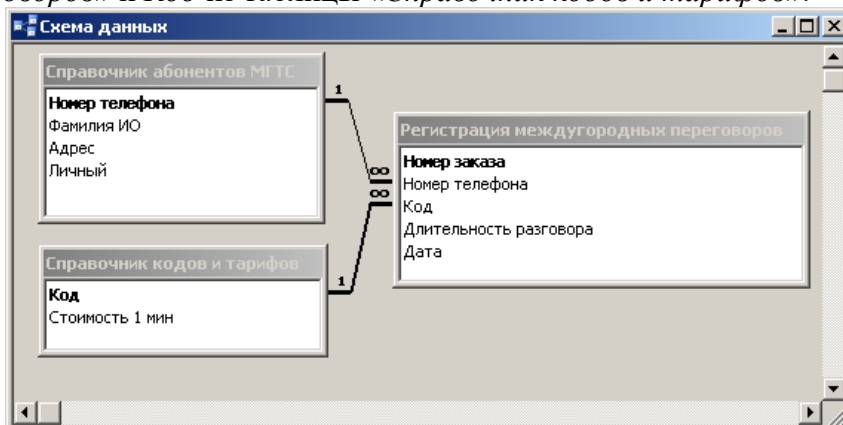 Схема данных
Справочник абонентов МГТС
Номер телефона
Фамилия ИО
Адрес
Личный
1
∞
∞
1
Регистрация междугородных переговоров
Номер заказа
Номер телефона
Код
Длительность разговора
Дата
Справочник кодов и тарифов
Код
Стоимость 1 мин